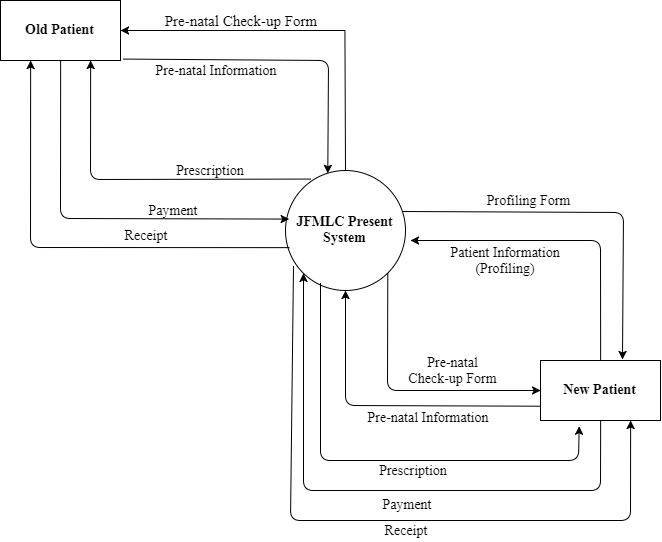 Pre-natal Check-up Form
Old Patient
Pre-natal Information
Prescription
Payment
Receipt
JFMLC Present
System
Profiling Form
Patient Information
(Profiling)
Pre-natal
Check-up Form
New Patient
Pre-natal Information
Prescription
Payment
Receipt